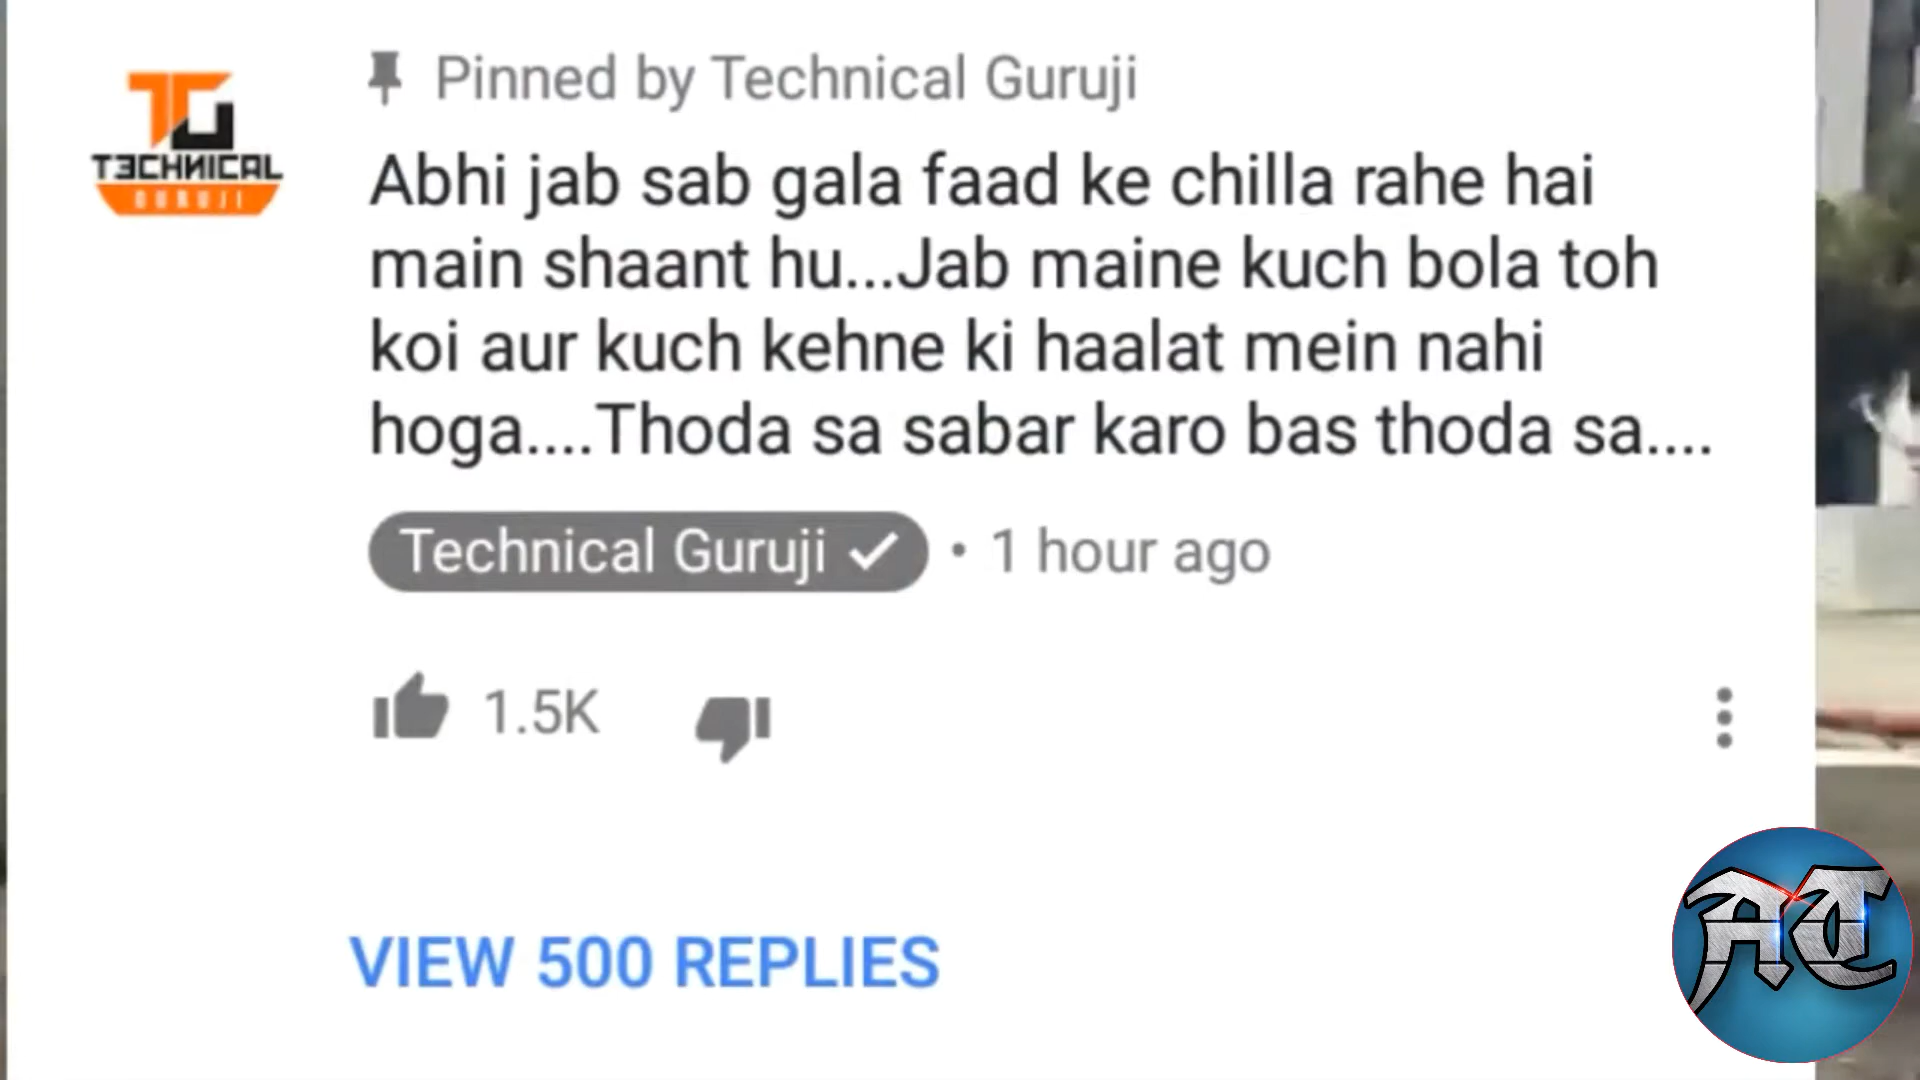 Pinned by Technical Guruji
TECHNICAL
GURUJI
Abhi jab sab gala faad ke chilla rahe hai
main shaant hu...Jab maine kuch bola toh
koi aur kuch kehne ki haalat mein nahi
hoga....Thoda sa sabar karo bas thoda sa....
Technical Guruji • 1 hour ago
1.5K
VIEW 500 REPLIES
AT